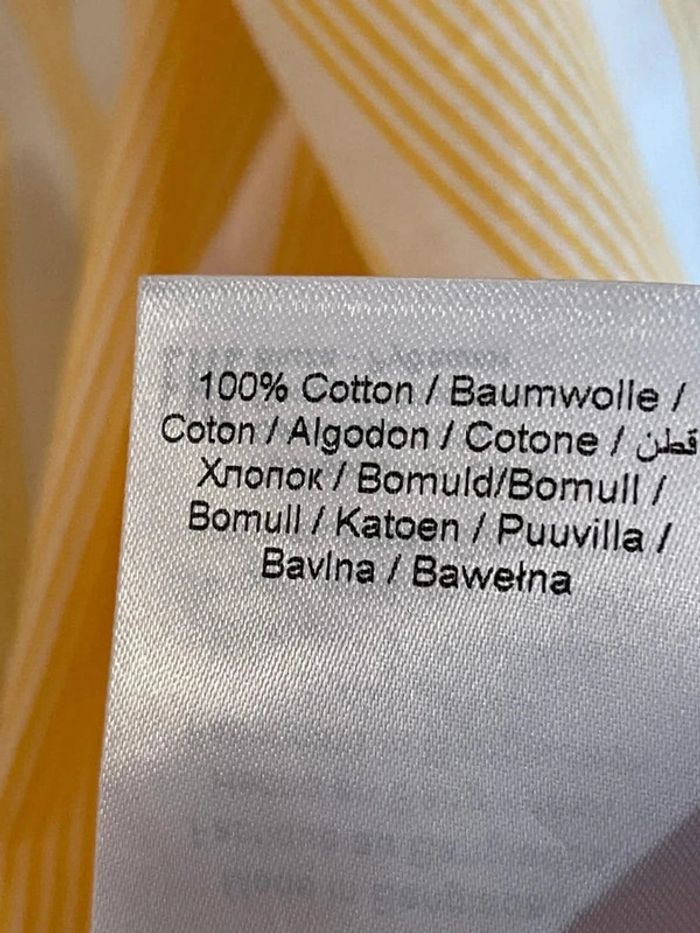 100% Cotton / Baumwolle /
Coton / Algodon / Cotone / قطن
Хлопок / Bomuld/Bomull /
Bomull / Katoen / Puuvilla /
Bavlna / Bawełna